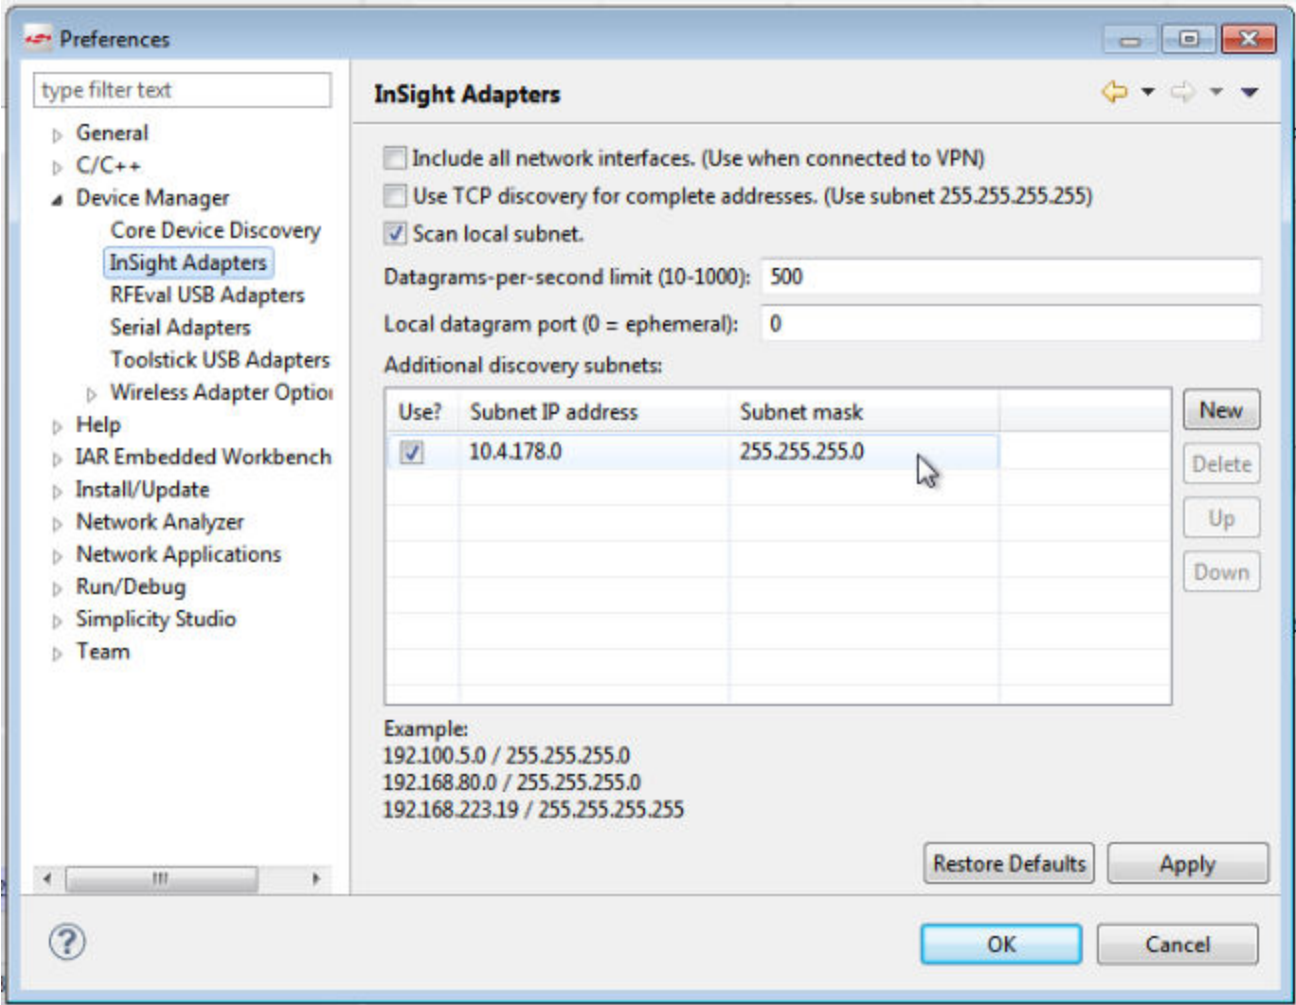 Preferences
type filter text
General
C/C++
Device Manager
Core Device Discovery
InSight Adapters
RFEval USB Adapters
Serial Adapters
Toolstick USB Adapters
Wireless Adapter Optio
Help
IAR Embedded Workbench
Install/Update
Network Analyzer
Network Applications
Run/Debug
Simplicity Studio
Team
InSight Adapters
Include all network interfaces. (Use when connected to VPN)
Use TCP discovery for complete addresses. (Use subnet 255.255.255.255)
Scan local subnet.
Datagrams-per-second limit (10-1000): 500
Local datagram port (0 = ephemeral): 0
Additional discovery subnets:
Use? Subnet IP address Subnet mask
10.4.178.0 255.255.255.0
New
Delete
Up
Down
Example:
192.100.5.0 / 255.255.255.0
192.168.80.0 / 255.255.255.0
192.168.223.19 / 255.255.255.255
Restore Defaults Apply
? OK Cancel